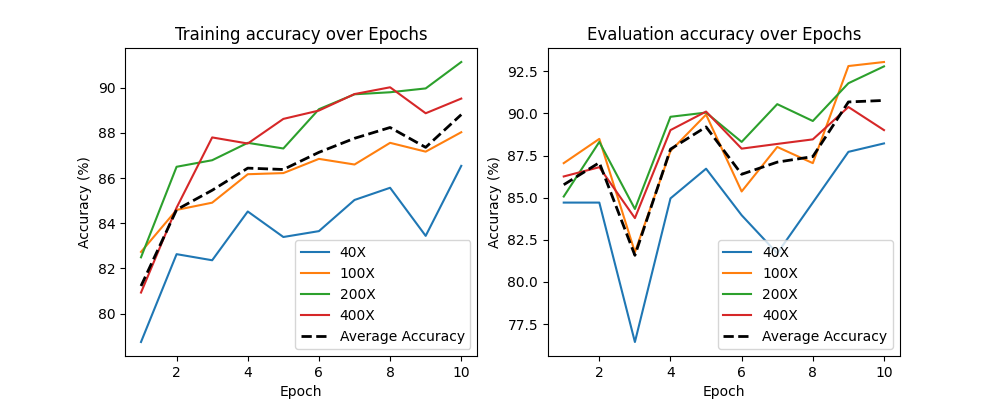 Training accuracy over Epochs
Accuracy (%)
90
88
86
84
82
80
2 4 6 8 10
Epoch
40X
100X
200X
400X
Average Accuracy
Evaluation accuracy over Epochs
Accuracy (%)
92.5
90.0
87.5
85.0
82.5
80.0
77.5
2 4 6 8 10
Epoch
40X
100X
200X
400X
Average Accuracy